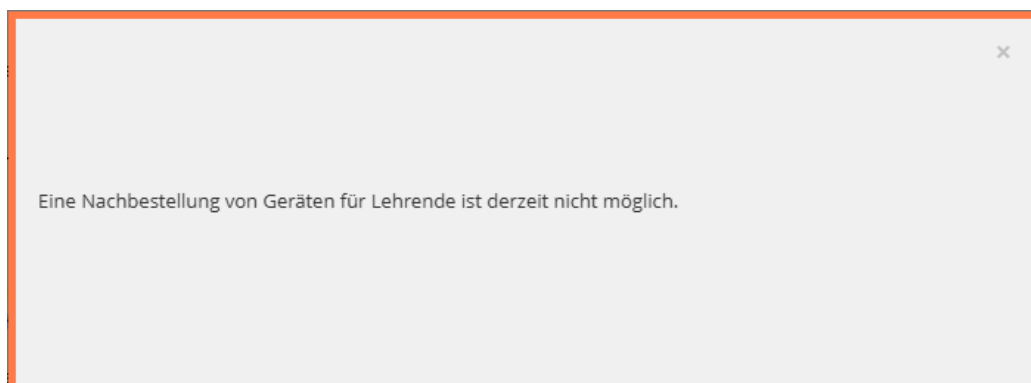 Eine Nachbestellung von Geräten für Lehrende ist derzeit nicht möglich.